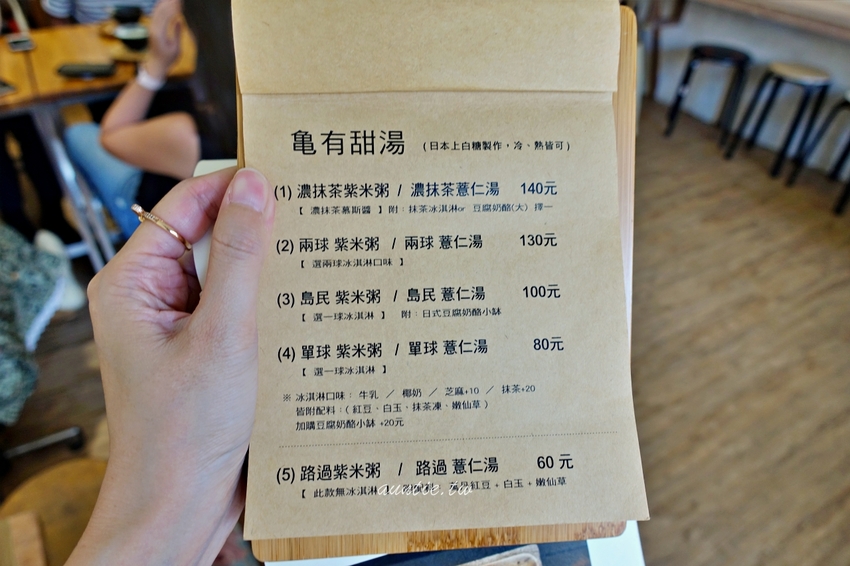 亀有甜湯 (日本上白糖製作，冷、熱皆可)
(1) 濃抹茶紫米粥 / 濃抹茶薏仁湯 140元
【 濃抹茶慕斯醬 】 附：抹茶冰淇淋or 豆腐奶酪(大) 擇一
(2) 兩球 紫米粥 / 兩球 薏仁湯 130元
【 選兩球冰淇淋口味 】
(3) 島民 紫米粥 / 島民 薏仁湯 100元
【 選一球冰淇淋 】 附：日式豆腐奶酪小缽
(4) 單球 紫米粥 / 單球 薏仁湯 80元
【 選一球冰淇淋 】
※ 冰淇淋口味： 牛乳 ／ 椰奶 ／ 芝麻+10 ／ 抹茶+20
皆附配料：( 紅豆、白玉、抹茶凍、嫩仙草 )
加購豆腐奶酪小缽 +20元
(5) 路過紫米粥 / 路過 薏仁湯 60 元
【 此款無冰淇淋 紅豆 + 白玉 + 嫩仙草